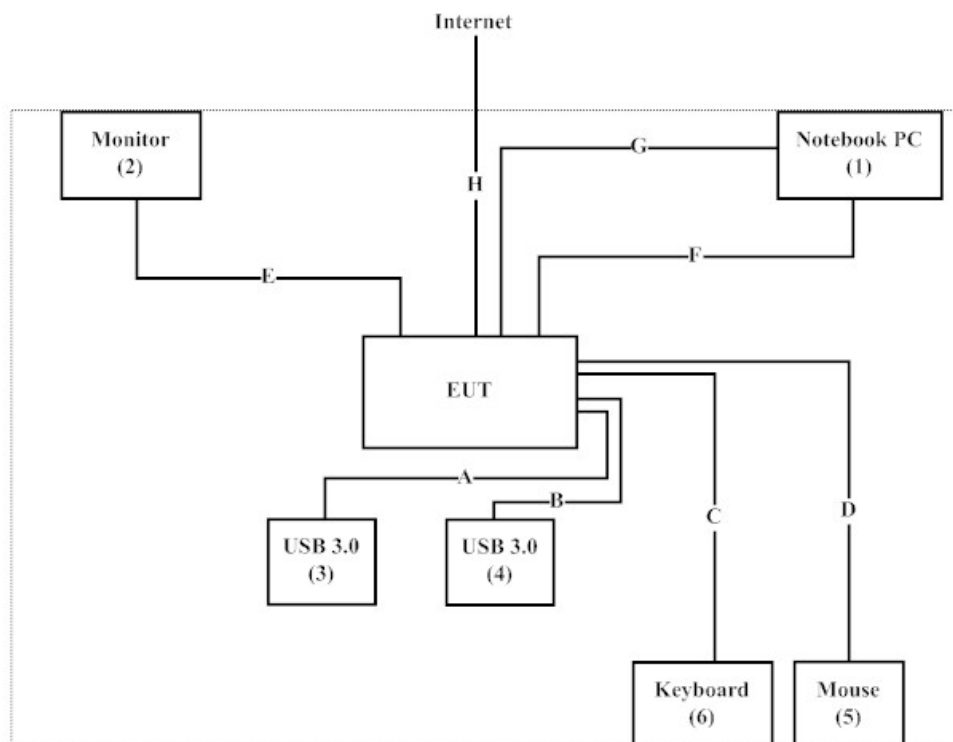 Internet
Monitor
(2)
Notebook PC
(1)
G
H
F
E
EUT
A
B
C
D
USB 3.0
(3)
USB 3.0
(4)
Keyboard
(6)
Mouse
(5)